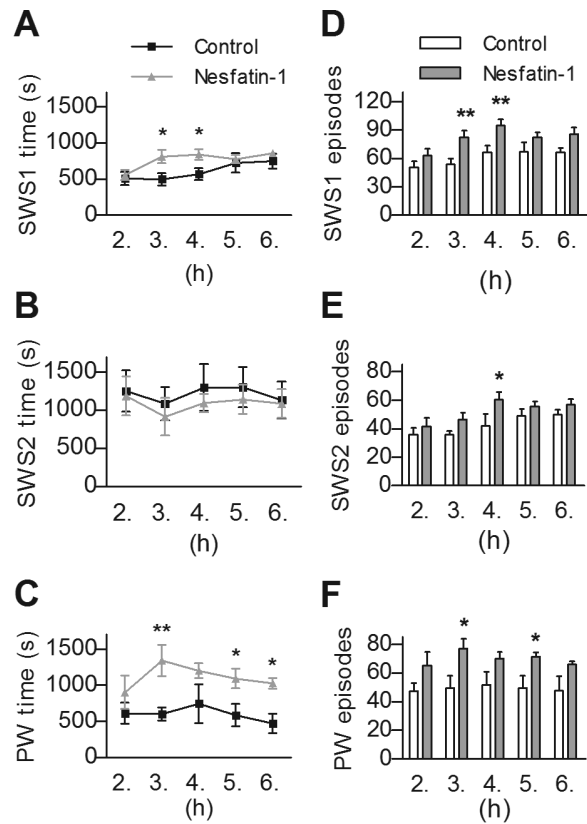 A
Control
Nesfatin-1
SWS1 time (s)
1500
1000
500
0
* *
2. 3. 4. 5. 6.
(h)
D
Control
Nesfatin-1
SWS1 episodes
120
90
60
30
0
** **
2. 3. 4. 5. 6.
(h)
B
SWS2 time (s)
1500
1000
500
0
2. 3. 4. 5. 6.
(h)
E
SWS2 episodes
80
60
40
20
0
*
2. 3. 4. 5. 6.
(h)
C
PW time (s)
1500
1000
500
0
** * *
2. 3. 4. 5. 6.
(h)
F
PW episodes
80
60
40
20
0
* *
2. 3. 4. 5. 6.
(h)